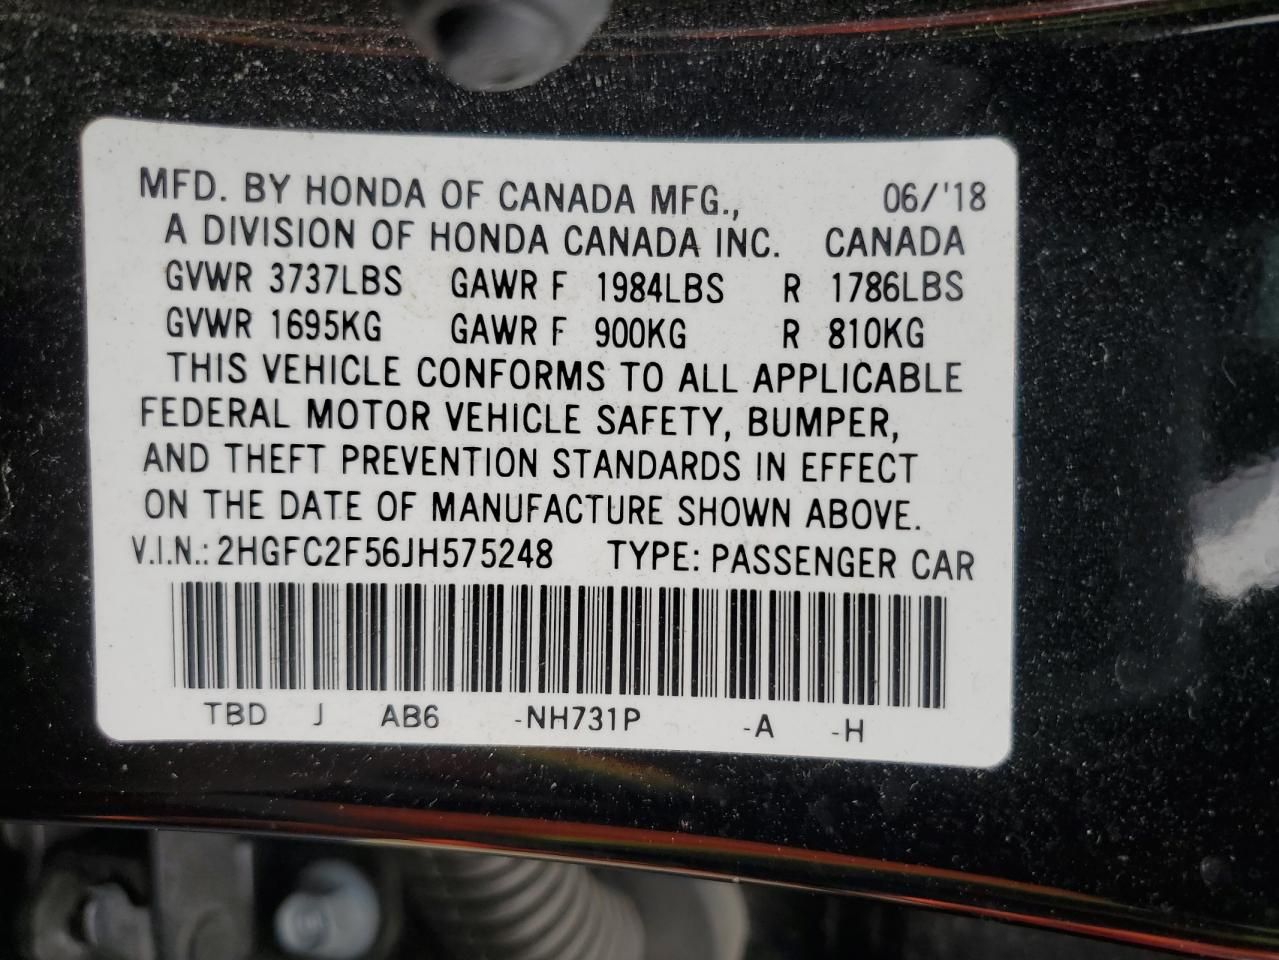 MFD. BY HONDA OF CANADA MFG., 06/'18
A DIVISION OF HONDA CANADA INC. CANADA
GVWR 3737LBS GAWR F 1984LBS R 1786LBS
GVWR 1695KG GAWR F 900KG R 810KG
THIS VEHICLE CONFORMS TO ALL APPLICABLE
FEDERAL MOTOR VEHICLE SAFETY, BUMPER,
AND THEFT PREVENTION STANDARDS IN EFFECT
ON THE DATE OF MANUFACTURE SHOWN ABOVE.
V.I.N.: 2HGFC2F56JH575248 TYPE: PASSENGER CAR
TBD J AB6 -NH731P -A -H